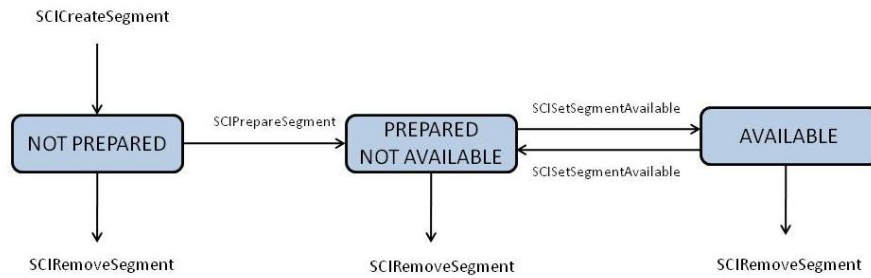 SCICreateSegment
SCIPrepareSegment
SCISetSegmentAvailable
NOT PREPARED
PREPARED
NOT AVAILABLE
AVAILABLE
SCISetSegmentAvailable
SCIRemoveSegment
SCIRemoveSegment
SCIRemoveSegment